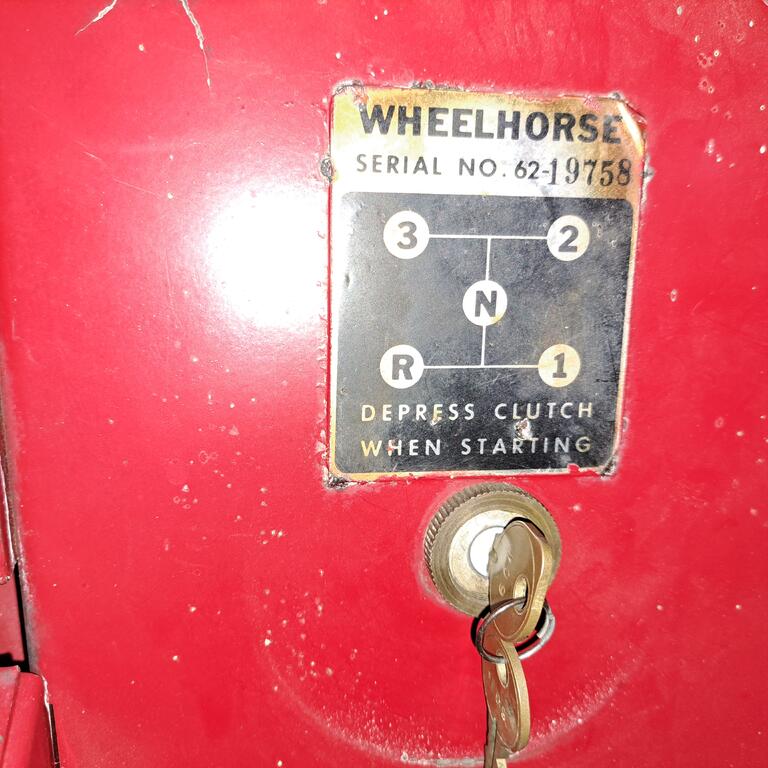 WHEELHORSE
SERIAL NO. 62-19758
3 2
N
R 1
DEPRESS CLUTCH
WHEN STARTING